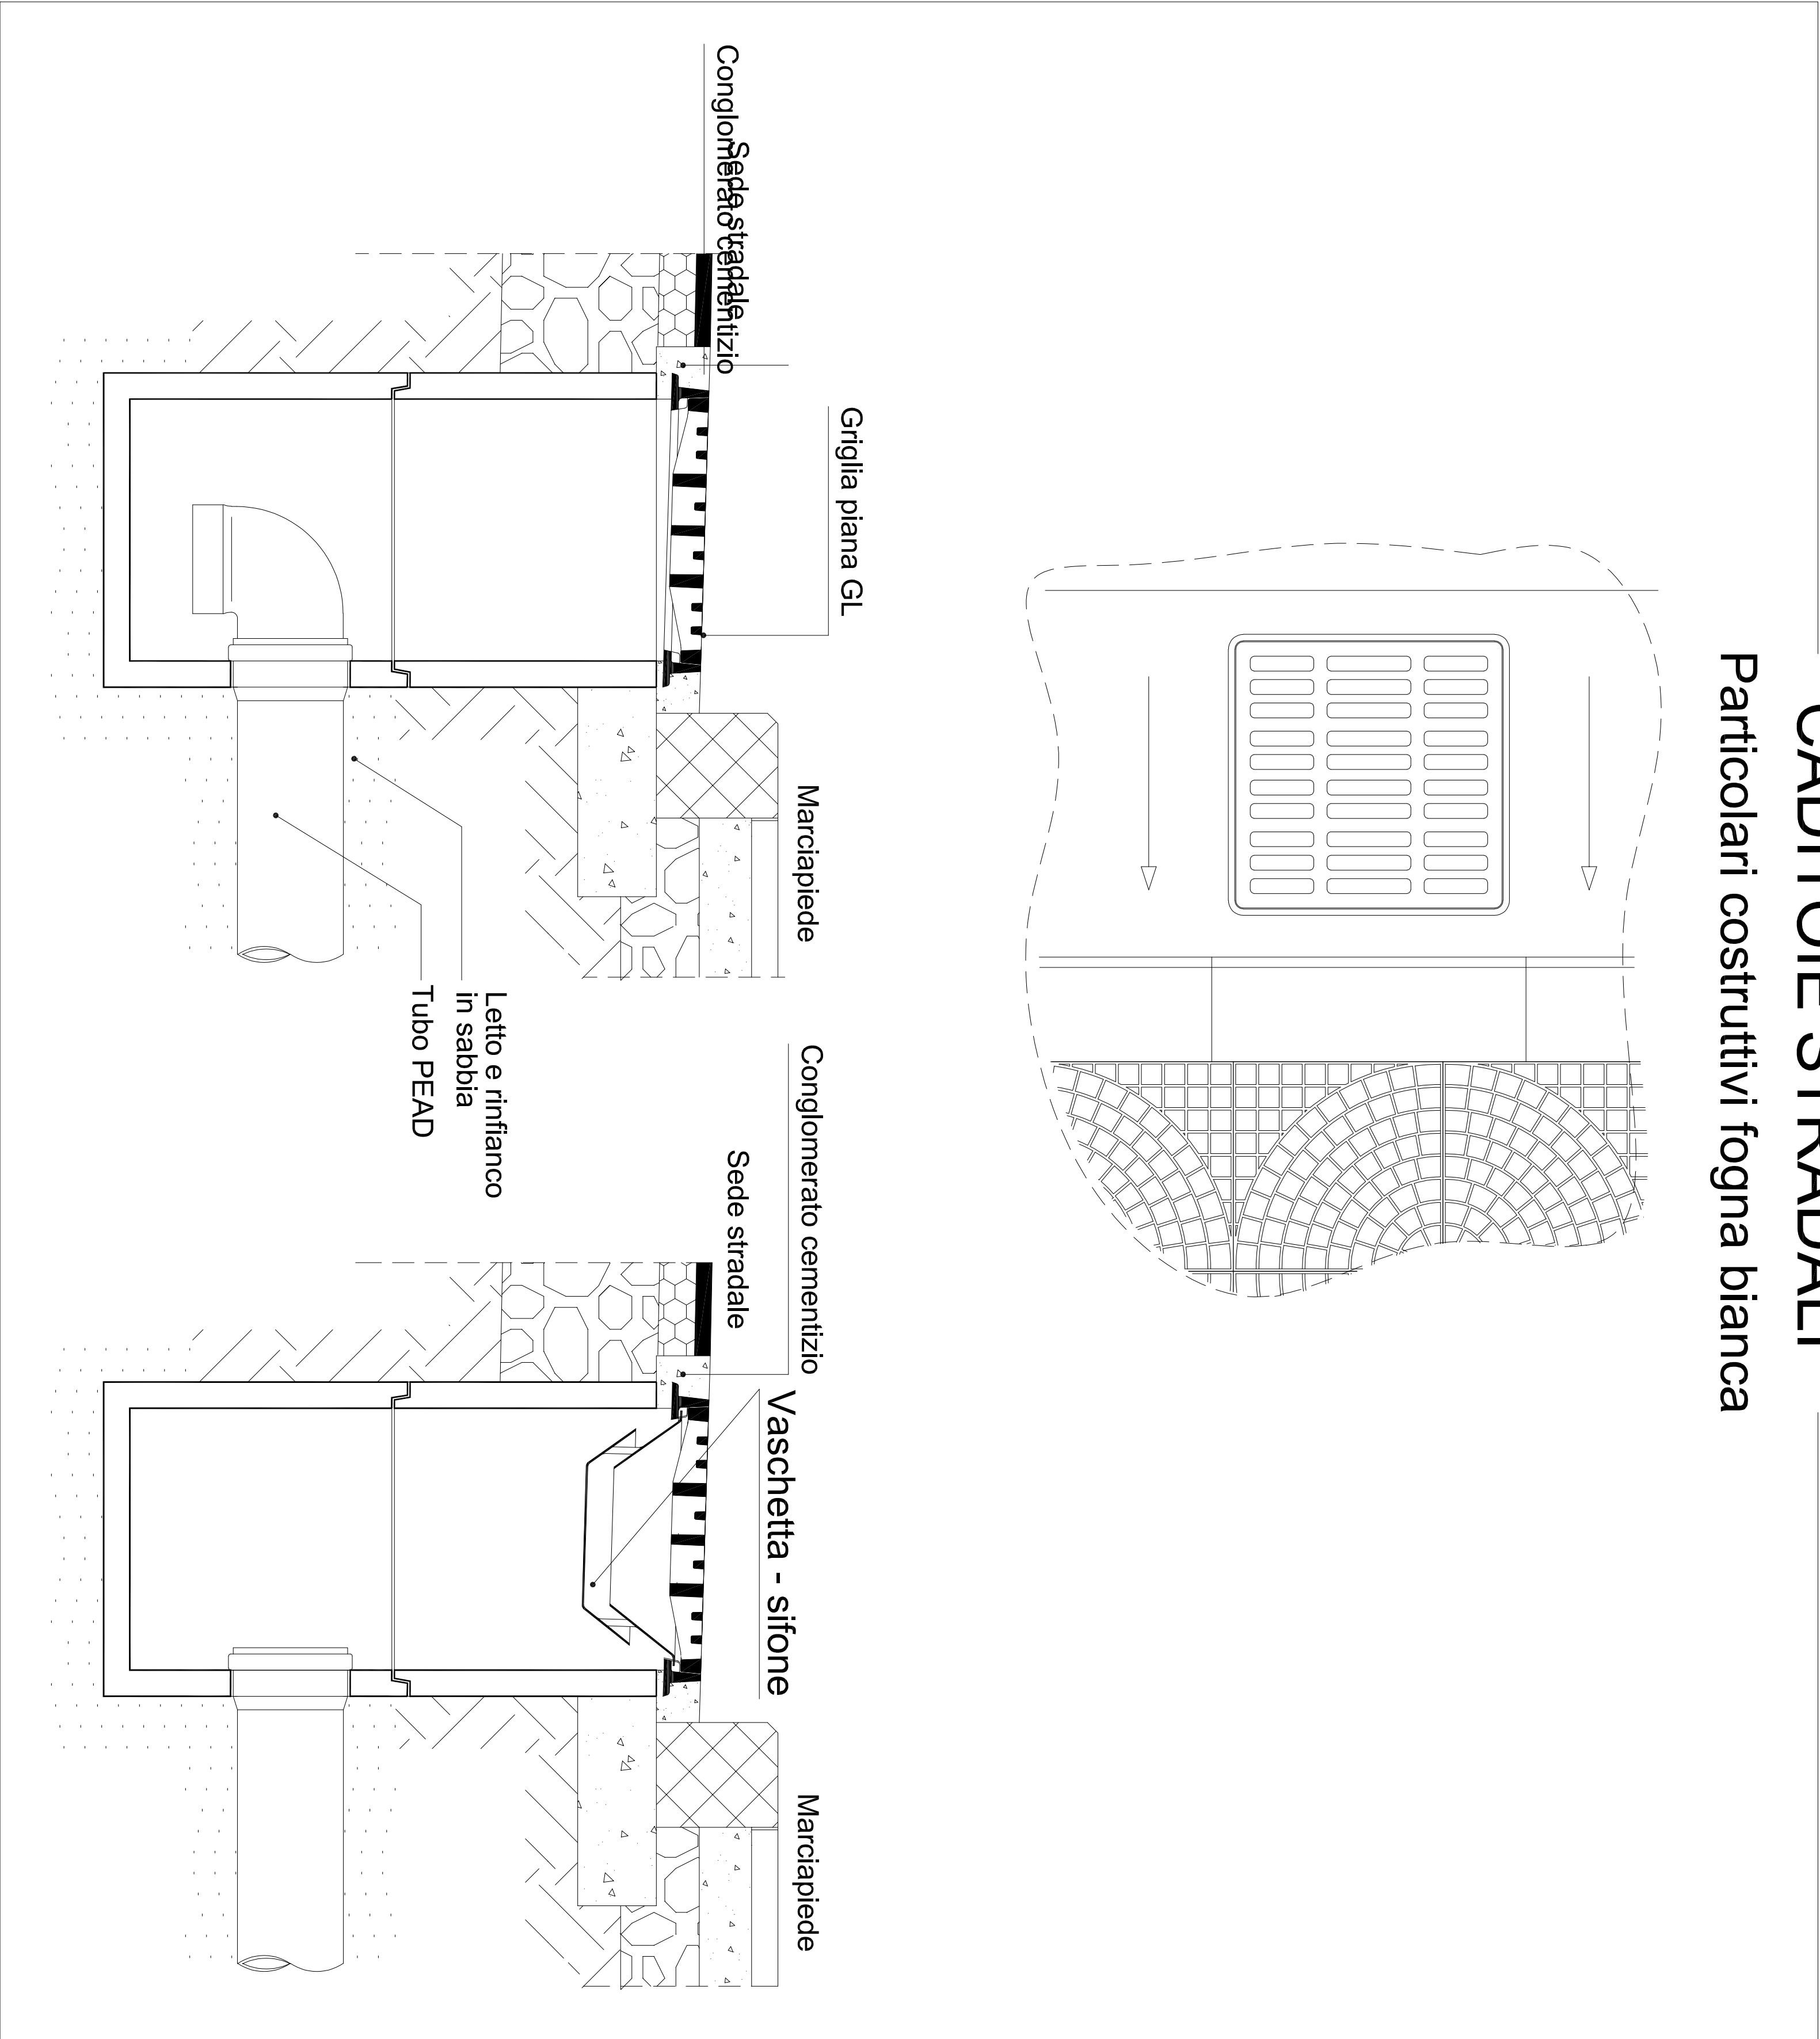 CADITOIE STRADALI
Particolari costruttivi fogna bianca
Griglia piana GL
Conglomerato cementizio
Sede stradale
Marciapiede
Letto e rinfianco
in sabbia
Tubo PEAD
Conglomerato cementizio
Sede stradale
Vaschetta - sifone
Marciapiede